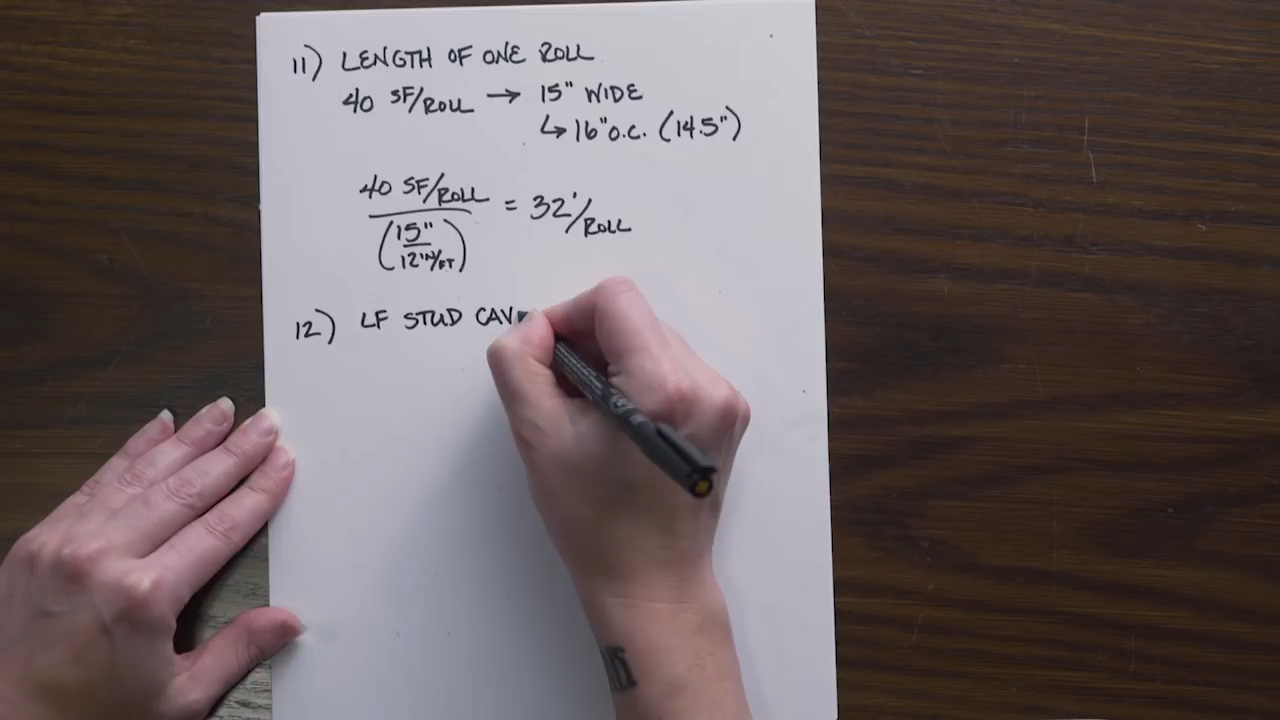 11) LENGTH OF ONE ROLL
40 SF/ROLL → 15" WIDE
↳ 16" O.C. (14.5")
40 SF/ROLL
= 32'/ROLL
(15"
12IN/FT)
12) LF STUD CAV